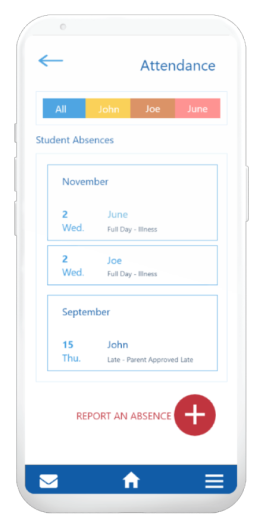 Attendance
All John Joe June
Student Absences
November
2 June
Wed. Full Day - Illness
2 Joe
Wed. Full Day - Illness
September
15 John
Thu. Late - Parent Approved Late
REPORT AN ABSENCE